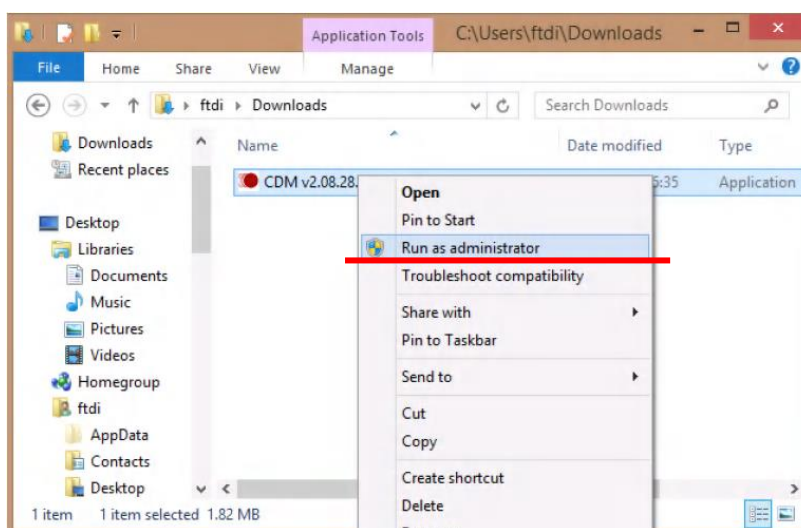 Application Tools
C:\Users\ftdi\Downloads
File Home Share View Manage
ftdi Downloads
Search Downloads
Downloads
Recent places
Desktop
Libraries
Documents
Music
Pictures
Videos
Homegroup
ftdi
AppData
Contacts
Desktop
Name Date modified Type
CDM v2.08.28. 5:35 Application
Open
Pin to Start
Run as administrator
Troubleshoot compatibility
Share with
Pin to Taskbar
Send to
Cut
Copy
Create shortcut
Delete
1 item 1 item selected 1.82 MB